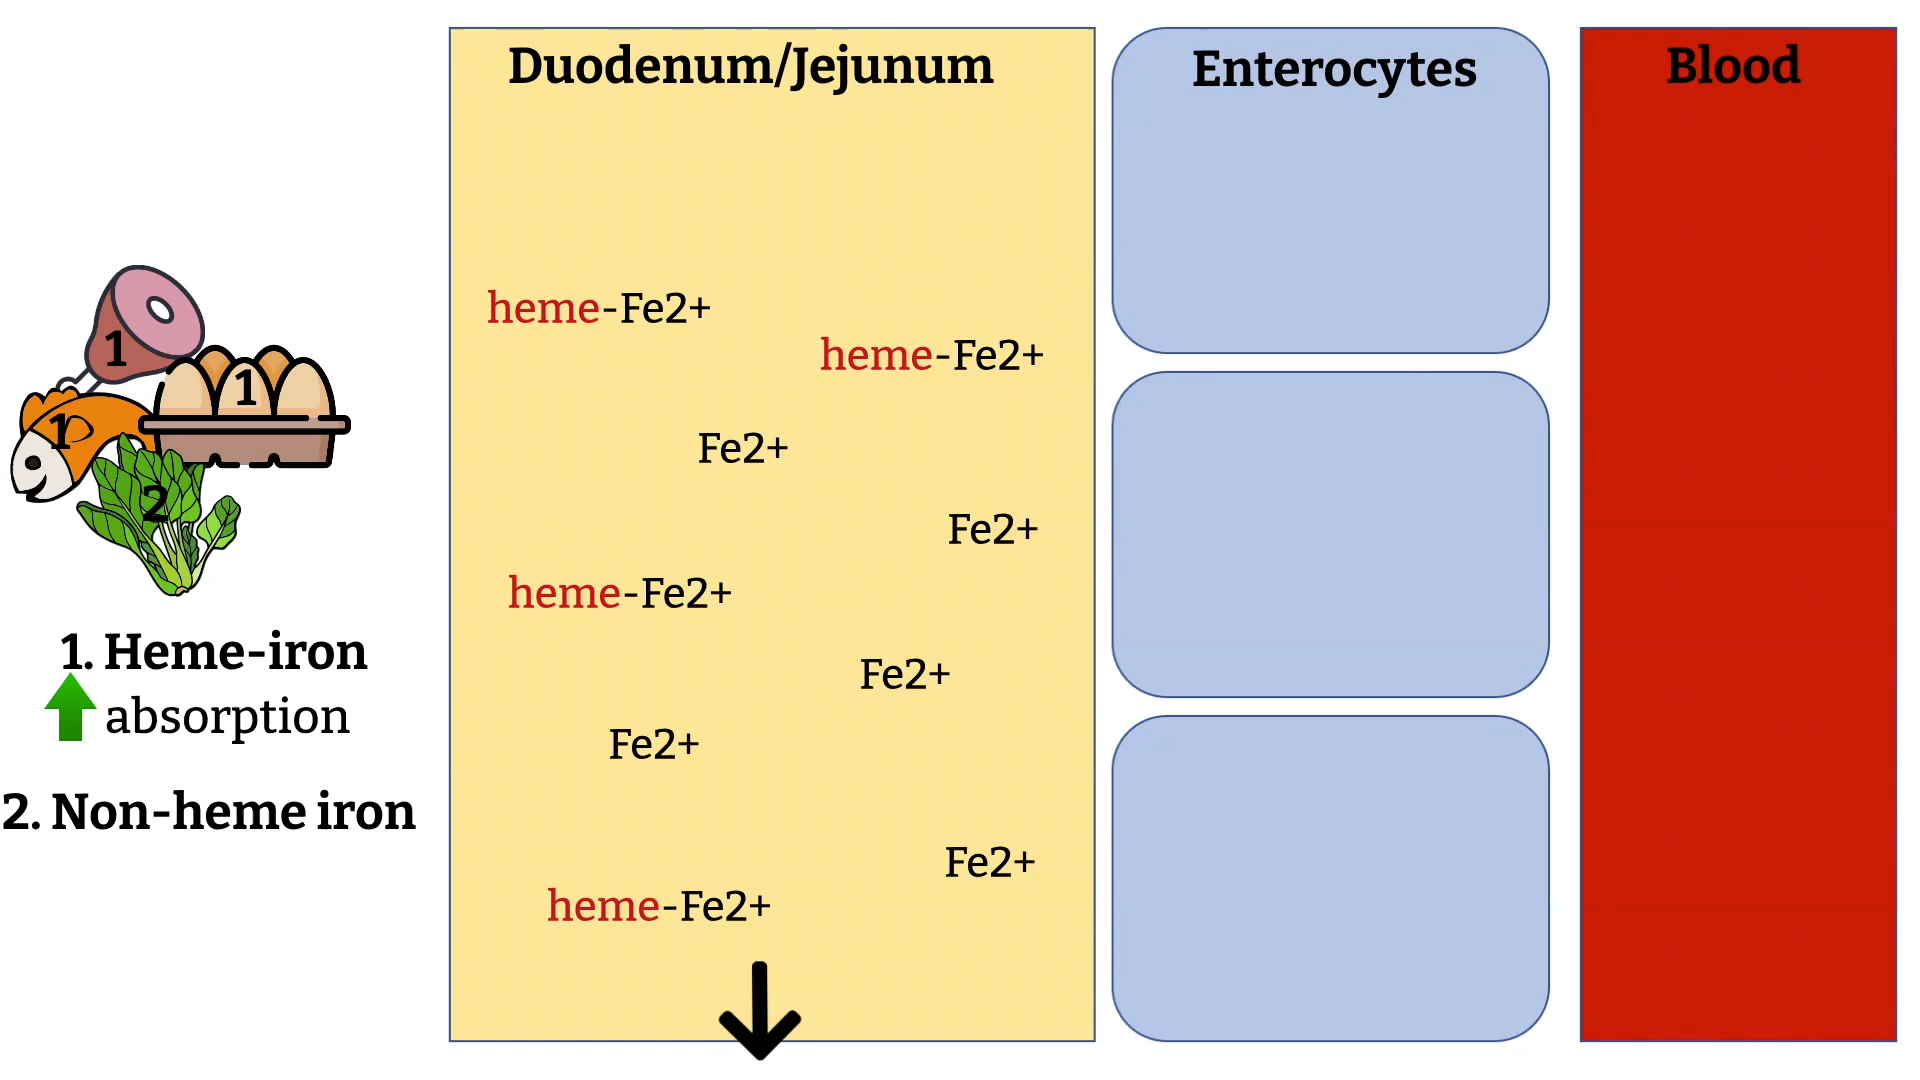 Duodenum/Jejunum
Enterocytes
Blood
heme-Fe2+
heme-Fe2+
1
1
1
Fe2+
2
Fe2+
heme-Fe2+
1. Heme-iron
absorption
Fe2+
Fe2+
2. Non-heme iron
Fe2+
heme-Fe2+